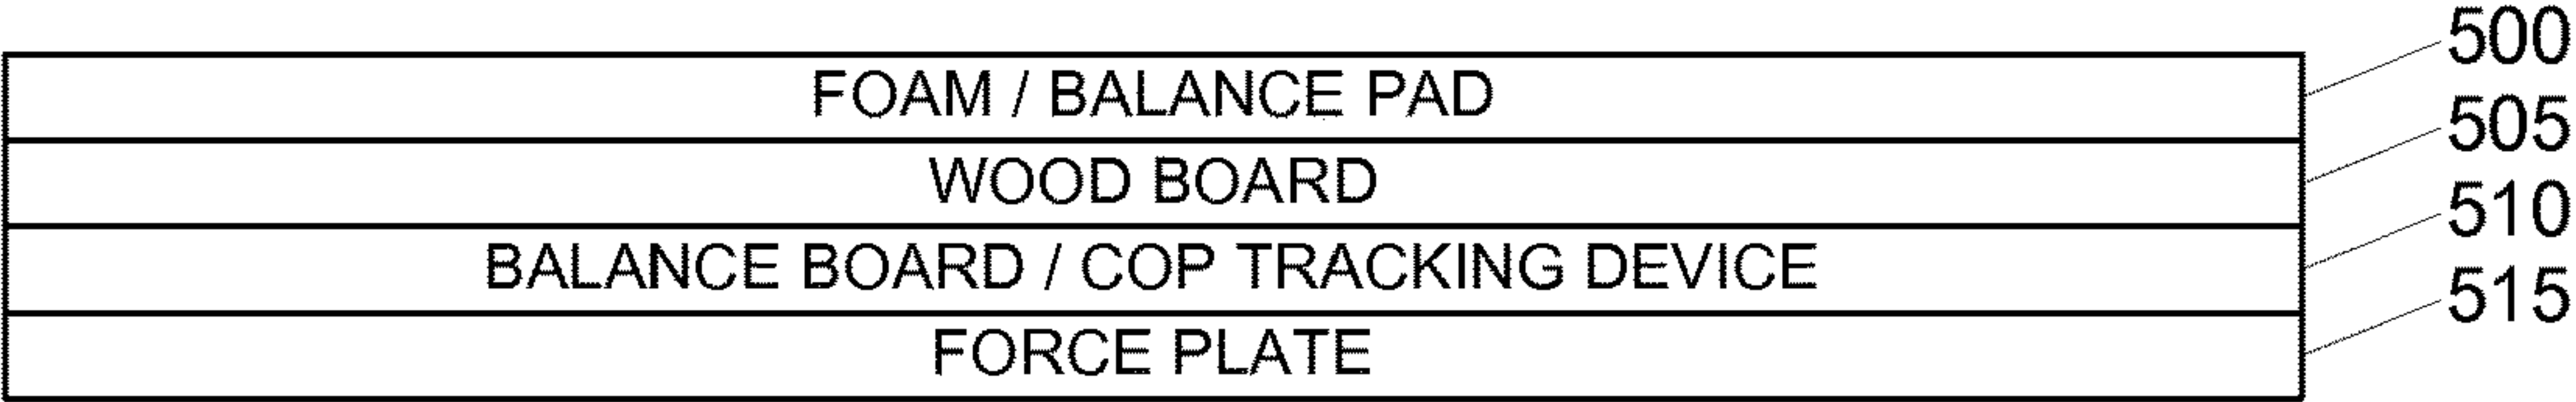 FOAM / BALANCE PAD 500
WOOD BOARD 505
BALANCE BOARD / COP TRACKING DEVICE 510
FORCE PLATE 515